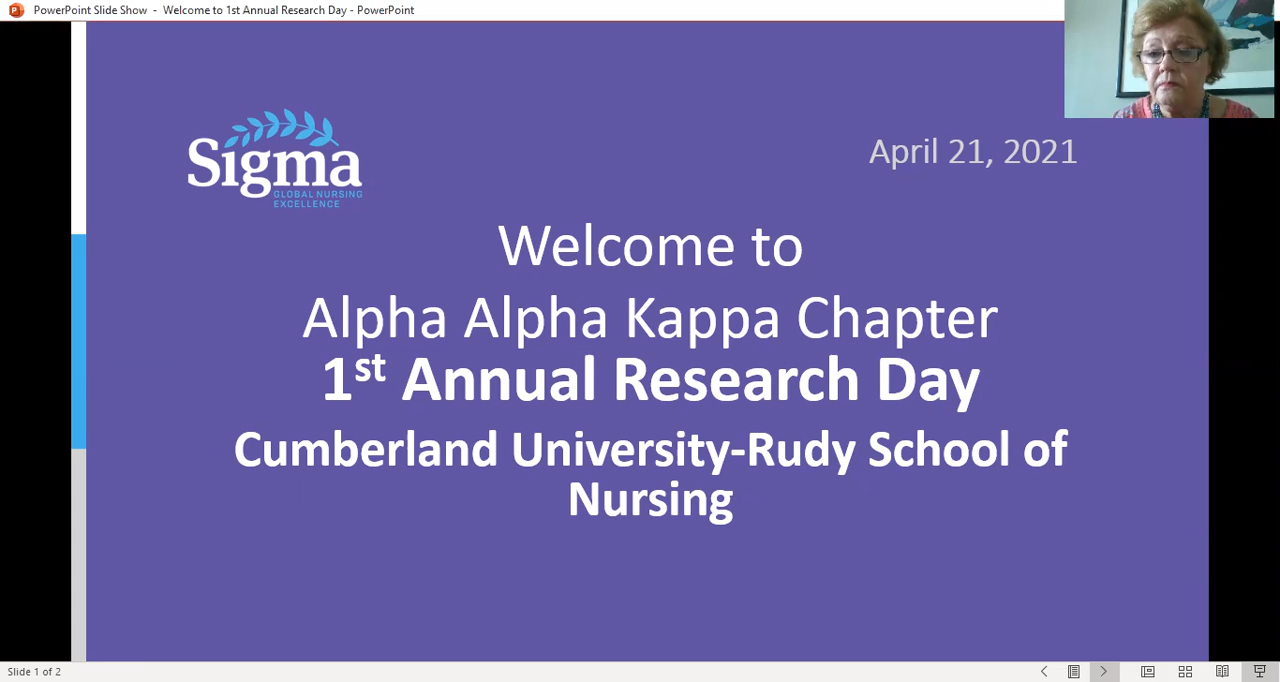 PowerPoint Slide Show - Welcome to 1st Annual Research Day - PowerPoint
Sigma
GLOBAL NURSING
EXCELLENCE
April 21, 2021
Welcome to
Alpha Alpha Kappa Chapter
1st Annual Research Day
Cumberland University-Rudy School of
Nursing
Slide 1 of 2